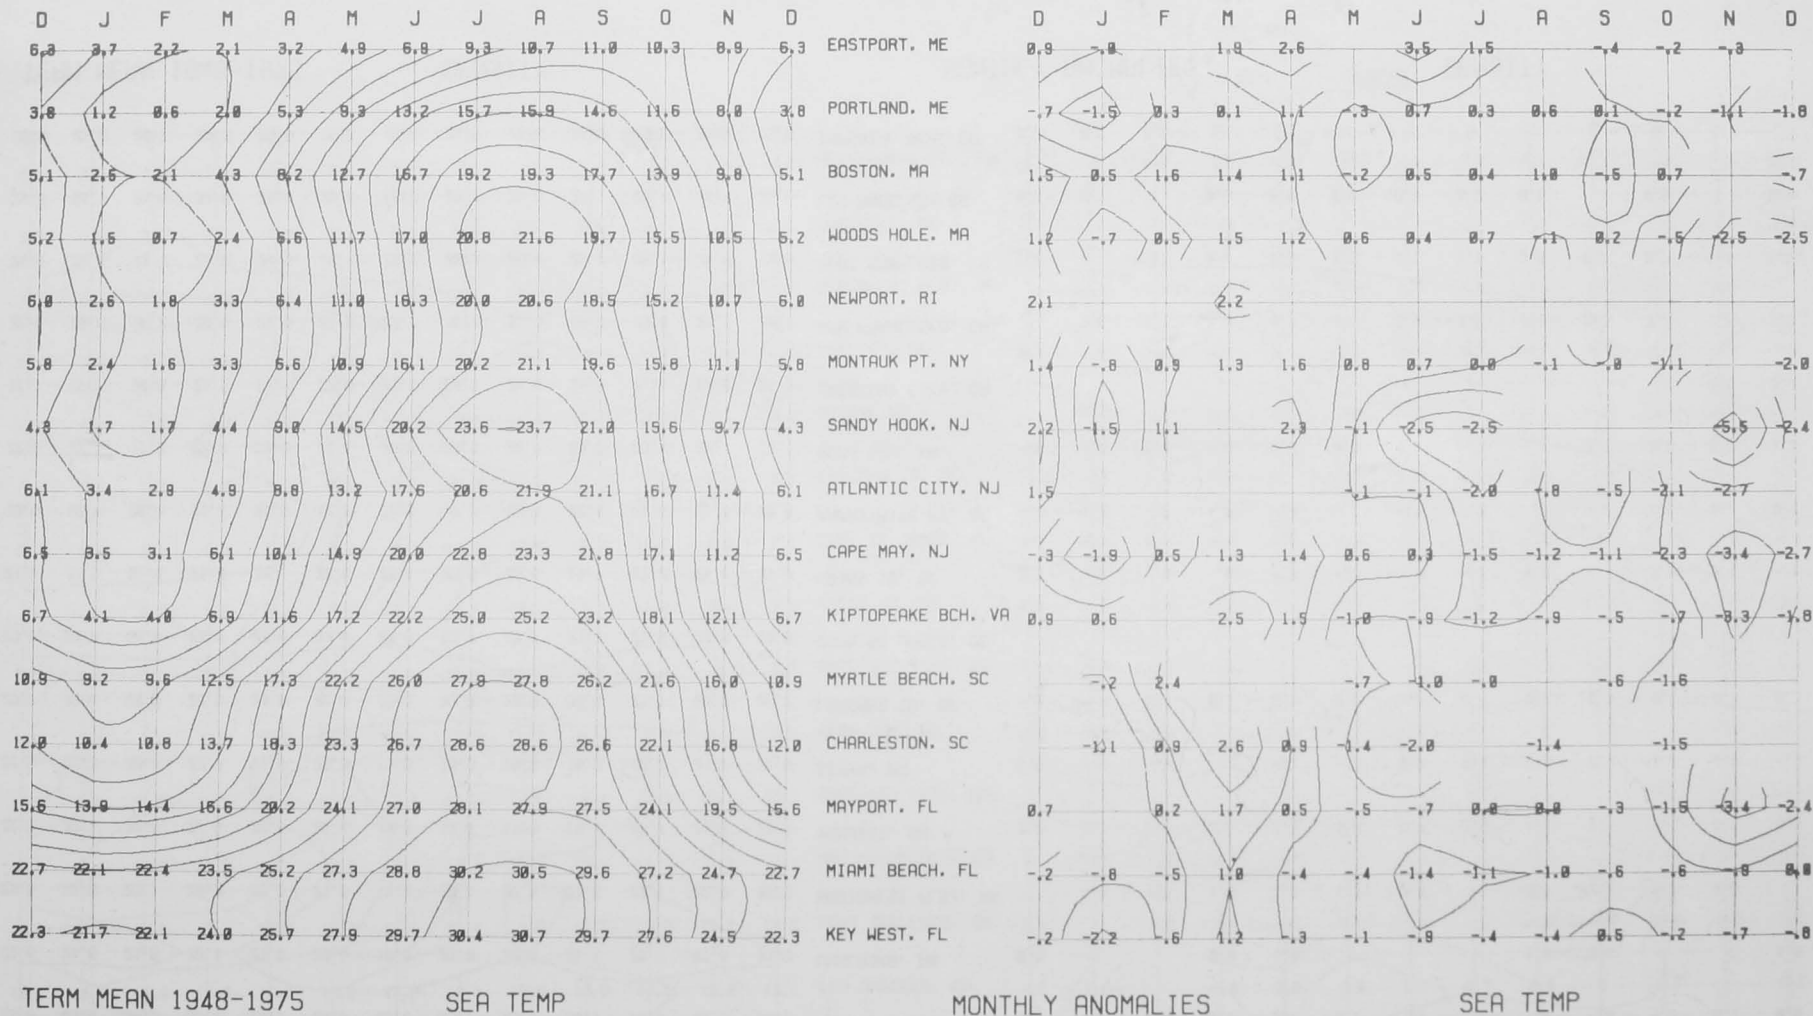 D J F M A M J J A S O N D D J F M A M J J A S O N D
6.3 3.7 2.2 2.1 3.2 4.9 6.9 9.3 10.7 11.0 10.3 8.9 6.3 EASTPORT. ME 0.9 1.9 2.6 3.5 1.5 -.4 -.2
3.8 1.2 0.6 2.0 5.3 9.3 13.2 15.7 15.9 14.6 11.6 8.0 3.8 PORTLAND. ME -.7 -1.5 0.3 0.1 1.1 -.3 0.7 0.3 0.6 0.1 -.2 -1.1 -1.8
5.1 2.6 2.1 4.3 8.2 12.7 16.7 19.2 19.3 17.7 13.9 9.8 5.1 BOSTON. MA 1.5 0.5 1.6 1.4 1.1 -.2 0.5 0.4 1.0 0.7 -.7
5.2 1.6 0.7 2.4 6.6 11.7 17.0 20.8 21.6 19.7 15.5 10.5 5.2 WOODS HOLE. MA 1.2 -.7 0.5 1.5 1.2 0.6 0.4 0.7 -.1 0.2 -2.5 -2.5
6.0 2.6 1.8 3.3 6.4 11.0 16.3 20.0 20.6 18.5 15.2 10.7 6.0 NEWPORT. RI 2.1 2.2
5.8 2.4 1.6 3.3 5.6 10.9 16.1 20.2 21.1 19.6 15.8 11.1 5.8 MONTAUK PT. NY 1.4 -.8 0.9 1.3 1.6 0.8 0.7 0.0 -.1 -.0 -1.1 -2.0
1.7 1.7 4.4 9.0 14.5 20.2 23.6 23.7 21.0 15.6 9.7 4.3 SANDY HOOK. NJ 2.2 -1.5 1.1 2.3 -.1 -2.5 -2.5 -5.5 -2.4
6.1 3.4 2.9 4.9 8.8 13.2 17.6 20.6 21.9 21.1 16.7 11.4 6.1 ATLANTIC CITY. NJ 1.5 -.1 -.1 -2.0 -.8 -.5 -2.1 -2.7
6.5 3.5 3.1 6.1 10.1 14.9 20.0 22.8 23.3 21.8 17.1 11.2 6.5 CAPE MAY. NJ -.3 -1.9 0.5 1.3 1.4 0.6 0.3 -1.5 -1.2 -1.1 -2.3 -3.4 -2.7
6.7 4.1 4.0 6.9 11.6 17.2 22.2 25.0 25.2 23.2 18.1 12.1 6.7 KIPTOPEAKE BCH. VA 0.9 0.6 2.5 1.5 -1.0 -.9 -1.2 -.9 -.5 -.7 -3.3 -1.8
10.9 9.2 9.6 12.5 17.3 22.2 26.0 27.9 27.8 26.2 21.6 16.0 10.9 MYRTLE BEACH. SC -.2 2.4 -.7 -1.0 -.6 -1.6
12.0 10.4 10.8 13.7 18.3 23.3 26.7 28.6 28.6 26.6 22.1 16.8 12.0 CHARLESTON. SC -1.1 0.9 2.6 0.9 -1.4 -2.0 -1.4 -1.5
15.6 13.9 14.4 16.6 20.2 24.1 27.0 28.1 27.9 27.5 24.1 19.5 15.6 MAYPORT. FL 0.7 0.2 1.7 0.5 -.5 -.7 0.0 0.0 -.3 -1.5 -3.4 -2.4
22.7 22.1 22.4 23.5 25.2 27.3 28.8 30.2 30.5 29.6 27.2 24.7 22.7 MIAMI BEACH. FL -.2 -.8 -.5 1.0 -.4 -.4 -1.4 -1.1 -1.0 -.6 -.6
22.3 21.7 22.1 24.0 25.7 27.9 29.7 30.4 30.7 29.7 27.6 24.5 22.3 KEY WEST. FL -.2 -2.2 -.6 1.2 -.3 -.1 -.9 -.4 -.4 0.5 -.2 -.7
TERM MEAN 1948-1975 SEA TEMP MONTHLY ANOMALIES SEA TEMP